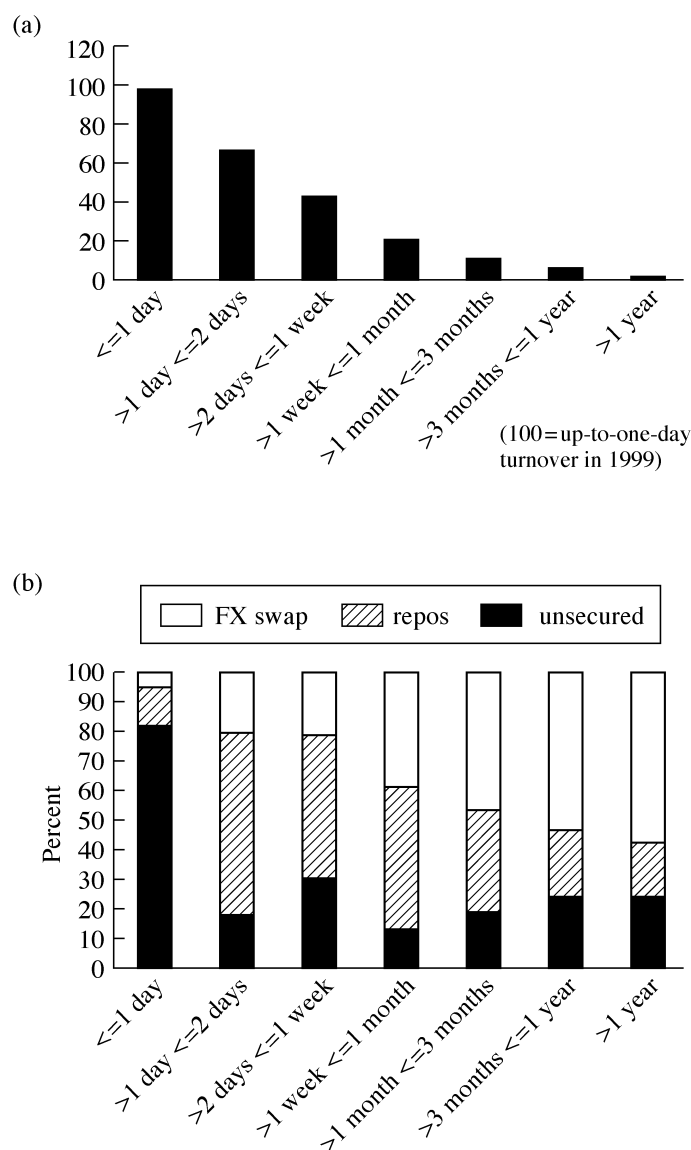 (a)
120
100
80
60
40
20
0
<=1 day
>1 day <=2 days
>2 days <=1 week
>1 week <=1 month
>1 month <=3 months
>3 months <=1 year
>1 year
(100=up-to-one-day
turnover in 1999)
(b)
FX swap repos unsecured
Percent
100
90
80
70
60
50
40
30
20
10
0
<=1 day
>1 day <=2 days
>2 days <=1 week
>1 week <=1 month
>1 month <=3 months
>3 months <=1 year
>1 year